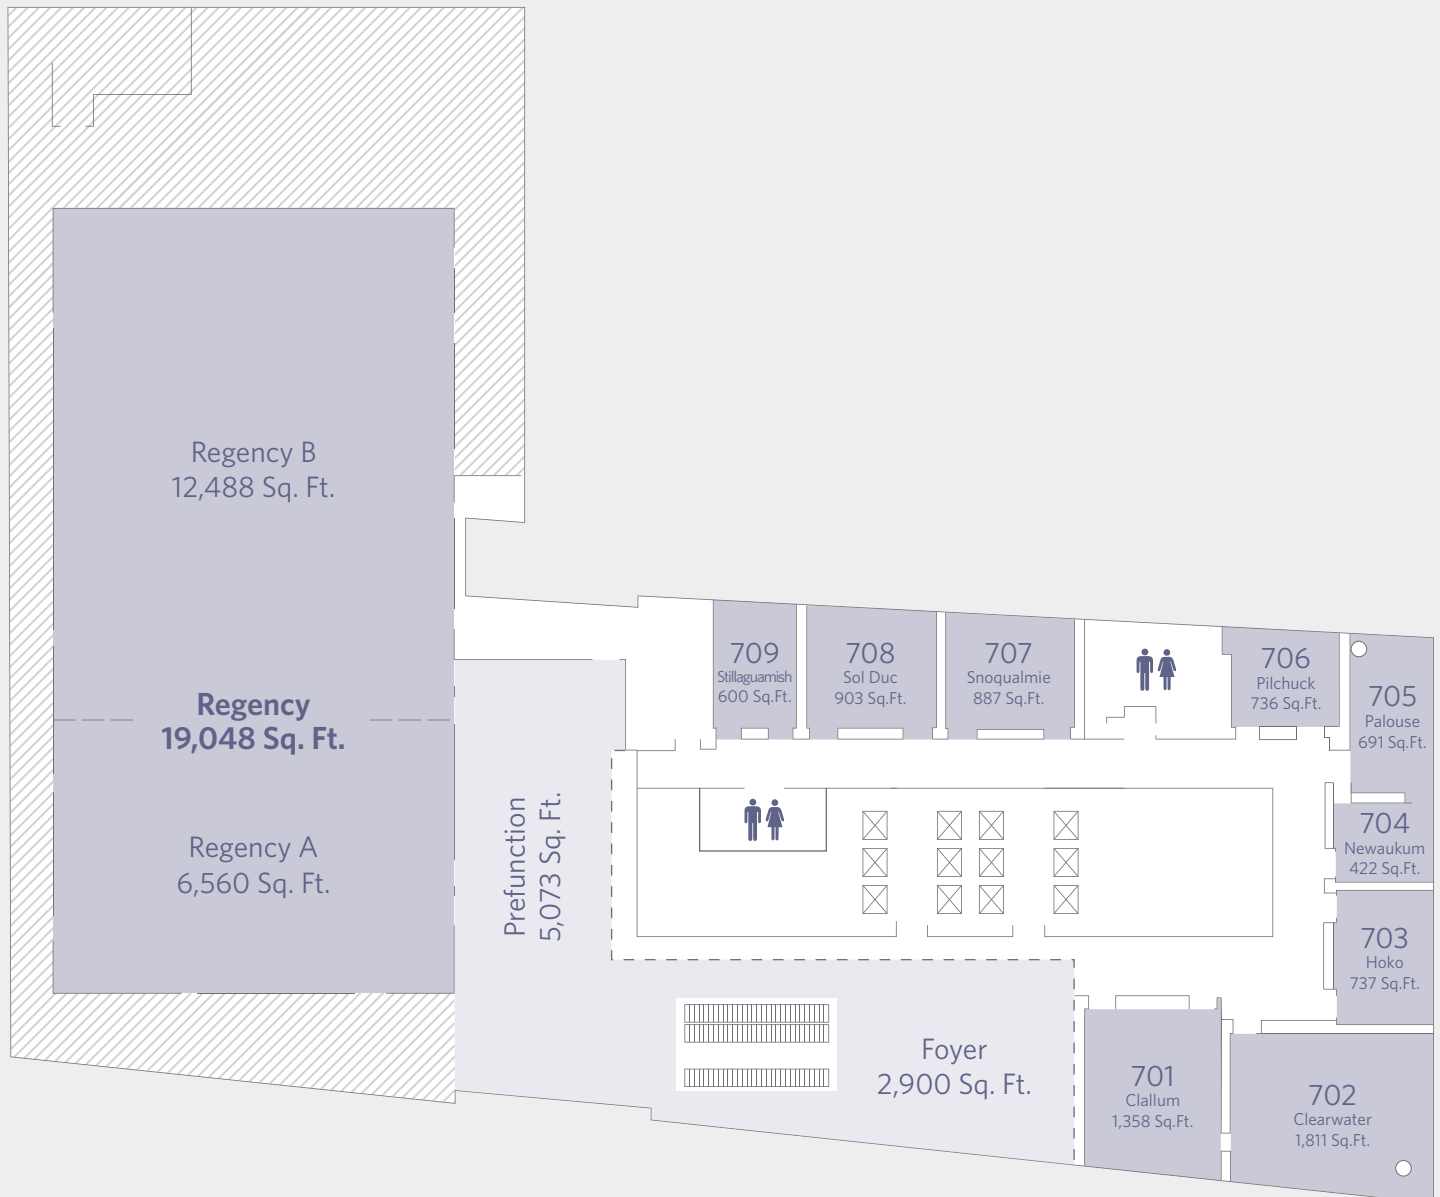 Regency B
12,488 Sq. Ft.
Regency
19,048 Sq. Ft.
Regency A
6,560 Sq. Ft.
Prefunction
5,073 Sq. Ft.
Foyer
2,900 Sq. Ft.
709
Stillaguamish
600 Sq.Ft.
708
Sol Duc
903 Sq.Ft.
707
Snoqualmie
887 Sq.Ft.
706
Pilchuck
736 Sq.Ft.
705
Palouse
691 Sq.Ft.
704
Newaukum
422 Sq.Ft.
703
Hoko
737 Sq.Ft.
701
Clallum
1,358 Sq.Ft.
702
Clearwater
1,811 Sq.Ft.